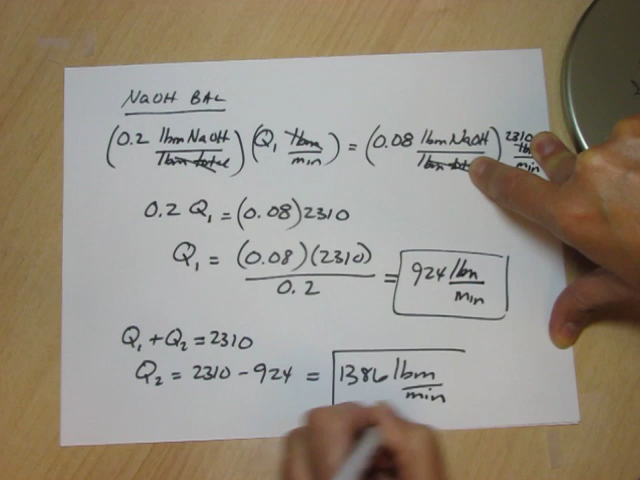 NaOH BAL
(0.2 lbm NaOH / lbm total) (Q₁ lbm / min) = (0.08 lbm NaOH / lbm total) 2310 lbm / min
0.2 Q₁ = (0.08) 2310
Q₁ = (0.08)(2310) / 0.2 = 924 lbm / min
Q₁ + Q₂ = 2310
Q₂ = 2310 - 924 = 1386 lbm / min